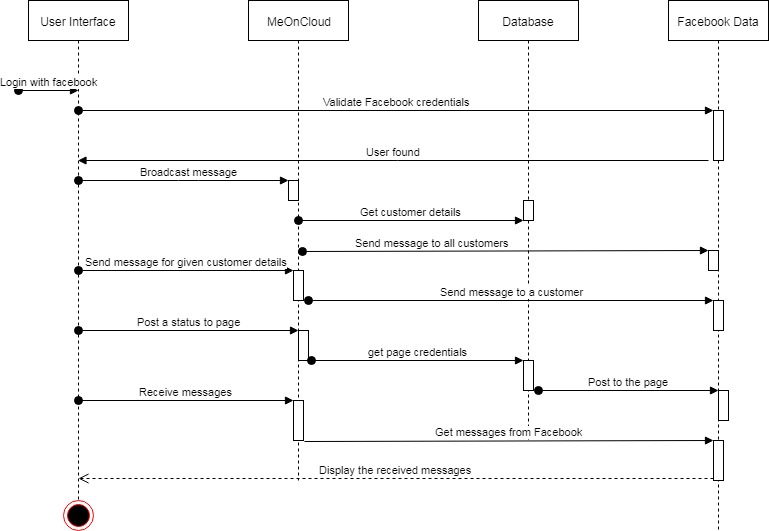 User Interface
MeOnCloud
Database
Facebook Data
Login with facebook
Validate Facebook credentials
User found
Broadcast message
Get customer details
Send message to all customers
Send message for given customer details
Send message to a customer
Post a status to page
get page credentials
Post to the page
Receive messages
Get messages from Facebook
Display the received messages